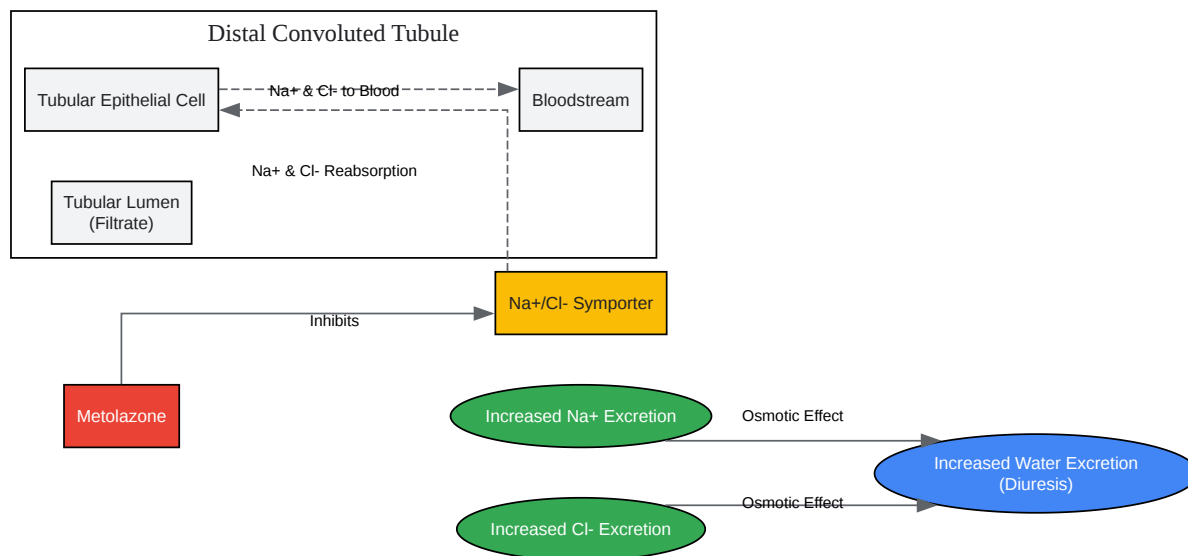 Distal Convoluted Tubule
Tubular Epithelial Cell
Na+ & Cl- to Blood
Bloodstream
Na+ & Cl- Reabsorption
Tubular Lumen
(Filtrate)
Na+/Cl- Symporter
Inhibits
Metolazone
Increased Na+ Excretion
Osmotic Effect
Increased Water Excretion
(Diuresis)
Osmotic Effect
Increased Cl- Excretion